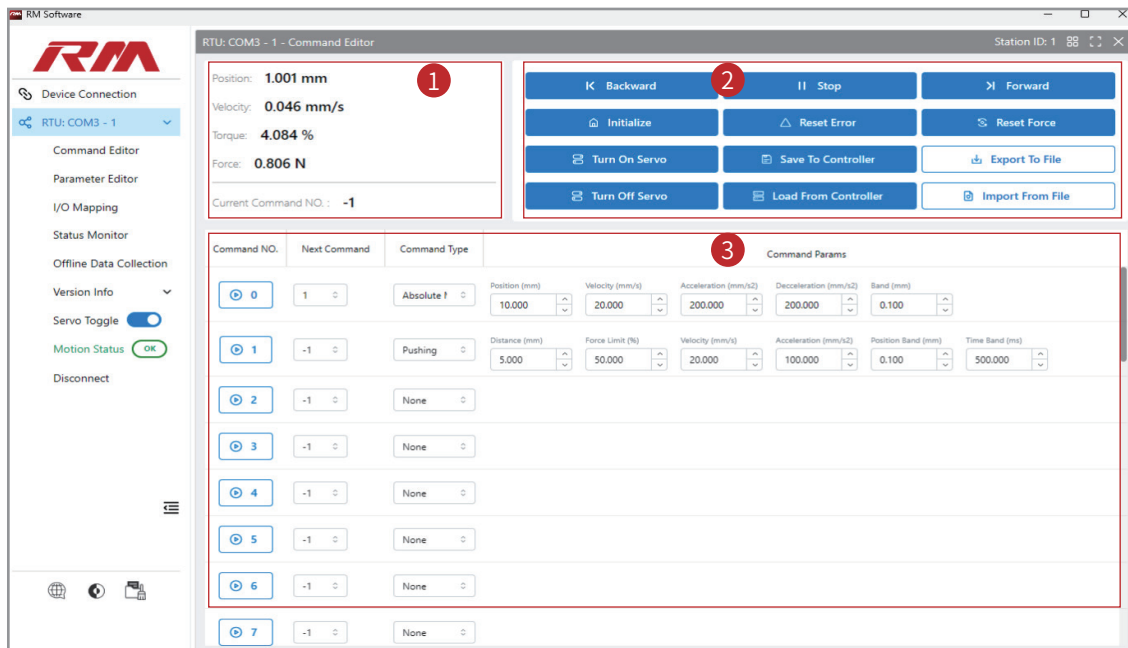 RM RM Software
RTU: COM3 - 1 - Command Editor
Station ID: 1
RM
Device Connection
RTU: COM3 - 1
Command Editor
Parameter Editor
I/O Mapping
Status Monitor
Offline Data Collection
Version Info
Servo Toggle
Motion Status OK
Disconnect
Position: 1.001 mm
Velocity: 0.046 mm/s
Torque: 4.084 %
Force: 0.806 N
Current Command NO. : -1
1
2
Backward
Stop
Forward
Initialize
Reset Error
Reset Force
Turn On Servo
Save To Controller
Export To File
Turn Off Servo
Load From Controller
Import From File
3
Command NO. Next Command Command Type Command Params
Position (mm) Velocity (mm/s) Acceleration (mm/s2) Decceleration (mm/s2) Band (mm)
0 1 Absolute M 10.000 20.000 200.000 200.000 0.100
Distance (mm) Force Limit (%) Velocity (mm/s) Acceleration (mm/s2) Position Band (mm) Time Band (ms)
1 -1 Pushing 5.000 50.000 20.000 100.000 0.100 500.000
2 -1 None
3 -1 None
4 -1 None
5 -1 None
6 -1 None
7 -1 None